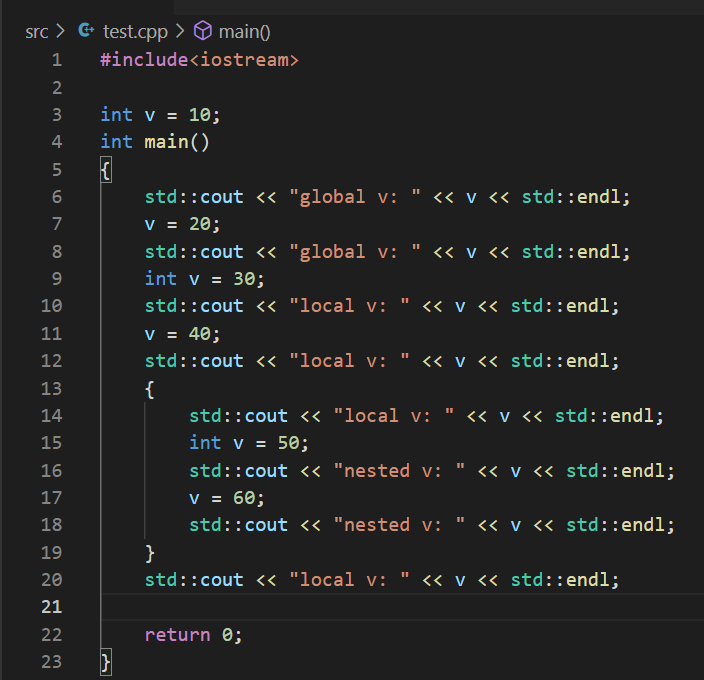 src > test.cpp > main()
1 #include<iostream>
2
3 int v = 10;
4 int main()
5 {
6     std::cout << "global v: " << v << std::endl;
7     v = 20;
8     std::cout << "global v: " << v << std::endl;
9     int v = 30;
10     std::cout << "local v: " << v << std::endl;
11     v = 40;
12     std::cout << "local v: " << v << std::endl;
13     {
14         std::cout << "local v: " << v << std::endl;
15         int v = 50;
16         std::cout << "nested v: " << v << std::endl;
17         v = 60;
18         std::cout << "nested v: " << v << std::endl;
19     }
20     std::cout << "local v: " << v << std::endl;
21
22     return 0;
23 }